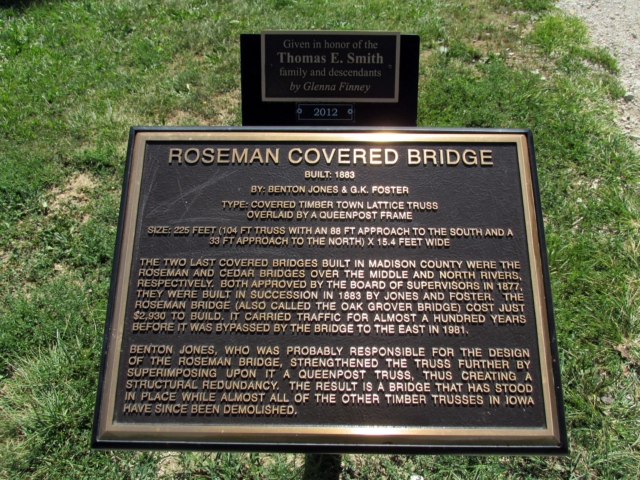 Given in honor of the
Thomas E. Smith
family and descendants
by Glenna Finney
2012
ROSEMAN COVERED BRIDGE
BUILT: 1883
BY: BENTON JONES & G.K. FOSTER
TYPE: COVERED TIMBER TOWN LATTICE TRUSS
OVERLAID BY A QUEENPOST FRAME
SIZE: 225 FEET (104 FT TRUSS WITH AN 88 FT APPROACH TO THE SOUTH AND A
33 FT APPROACH TO THE NORTH) X 15.4 FEET WIDE
THE TWO LAST COVERED BRIDGES BUILT IN MADISON COUNTY WERE THE
ROSEMAN AND CEDAR BRIDGES OVER THE MIDDLE AND NORTH RIVERS,
RESPECTIVELY. BOTH APPROVED BY THE BOARD OF SUPERVISORS IN 1877,
THEY WERE BUILT IN SUCCESSION IN 1883 BY JONES AND FOSTER. THE
ROSEMAN BRIDGE (ALSO CALLED THE OAK GROVER BRIDGE) COST JUST
$2,930 TO BUILD. IT CARRIED TRAFFIC FOR ALMOST A HUNDRED YEARS
BEFORE IT WAS BYPASSED BY THE BRIDGE TO THE EAST IN 1981.
BENTON JONES, WHO WAS PROBABLY RESPONSIBLE FOR THE DESIGN
OF THE ROSEMAN BRIDGE, STRENGTHENED THE TRUSS FURTHER BY
SUPERIMPOSING UPON IT A QUEENPOST TRUSS, THUS CREATING A
STRUCTURAL REDUNDANCY. THE RESULT IS A BRIDGE THAT HAS STOOD
IN PLACE WHILE ALMOST ALL OF THE OTHER TIMBER TRUSSES IN IOWA
HAVE SINCE BEEN DEMOLISHED.